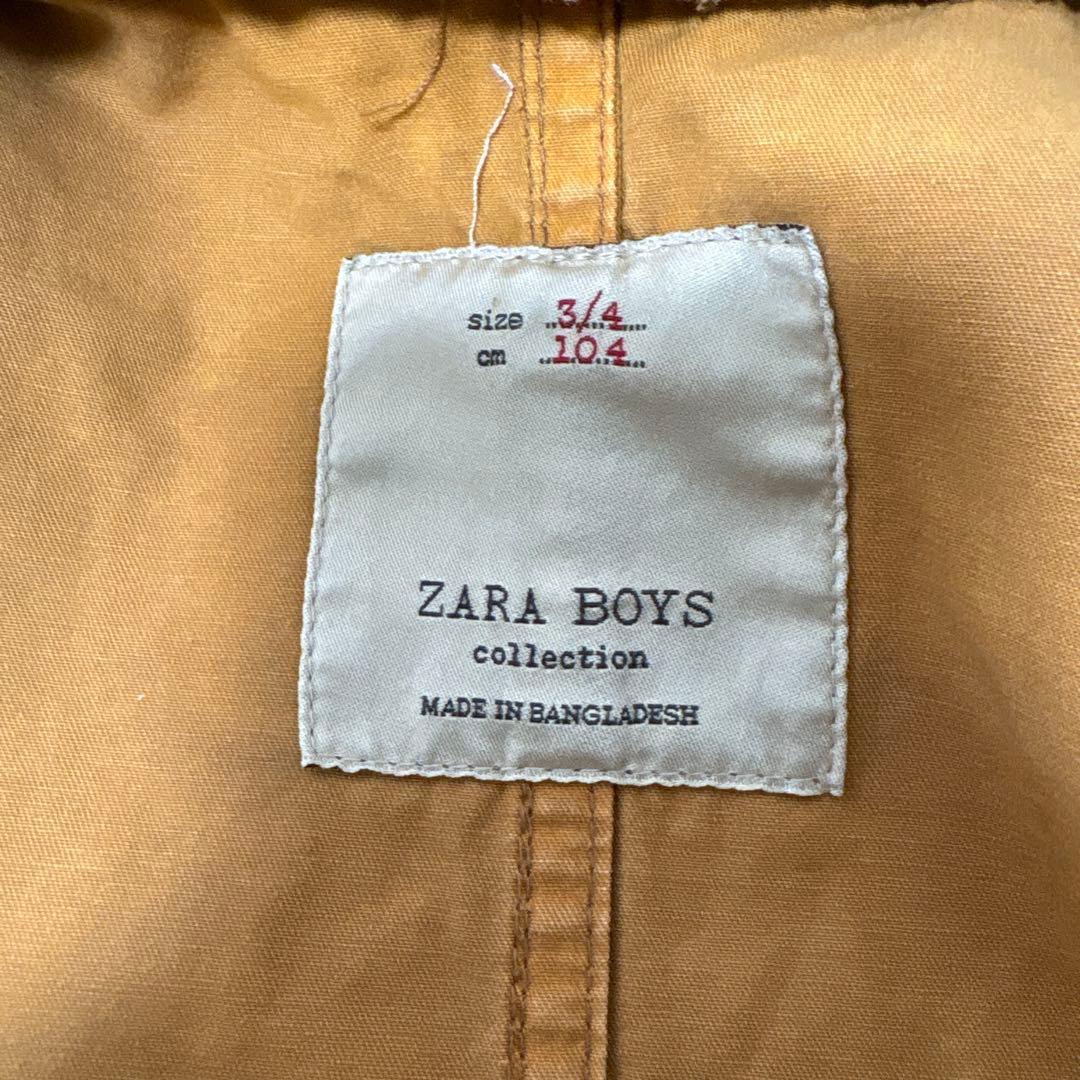 size 3/4
cm 104
ZARA BOYS
collection
MADE IN BANGLADESH